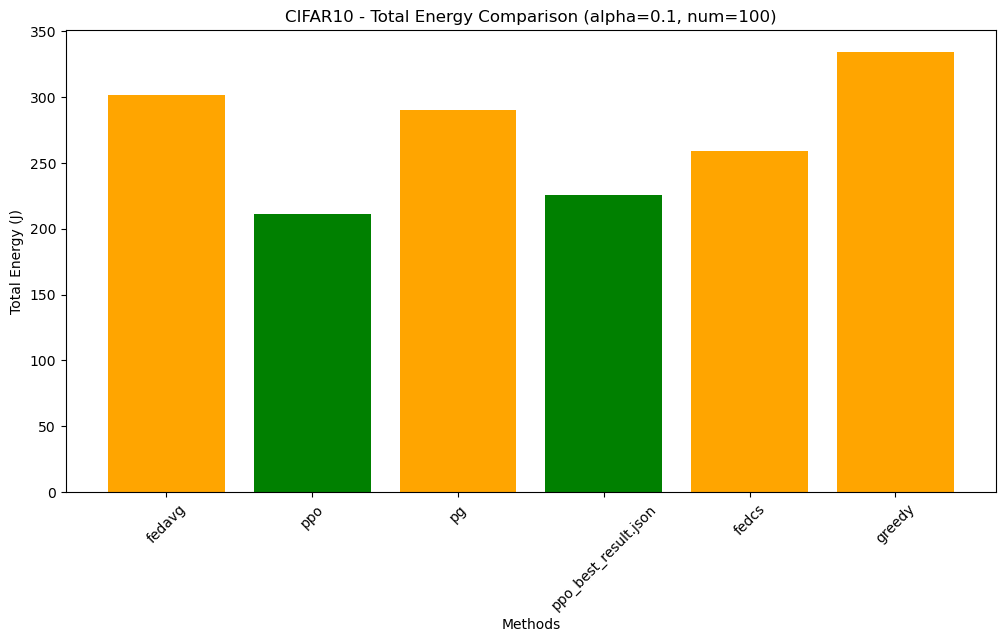 CIFAR10 - Total Energy Comparison (alpha=0.1, num=100)
Total Energy (J)
350
300
250
200
150
100
50
0
fedavg
ppo
pg
ppo_best_result.json
fedcs
greedy
Methods